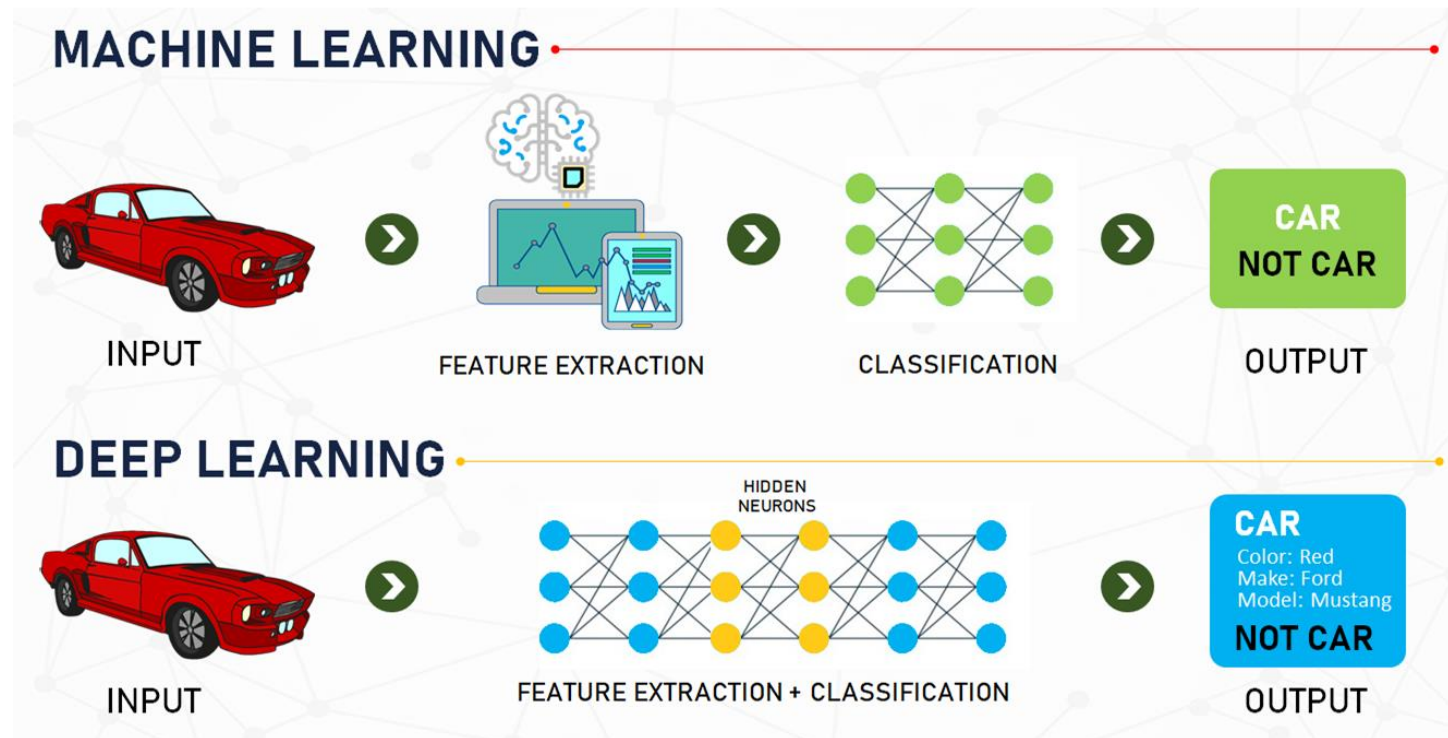 MACHINE LEARNING
CAR
NOT CAR
INPUT
FEATURE EXTRACTION
CLASSIFICATION
OUTPUT
DEEP LEARNING
HIDDEN
NEURONS
CAR
Color: Red
Make: Ford
Model: Mustang
NOT CAR
INPUT
FEATURE EXTRACTION + CLASSIFICATION
OUTPUT